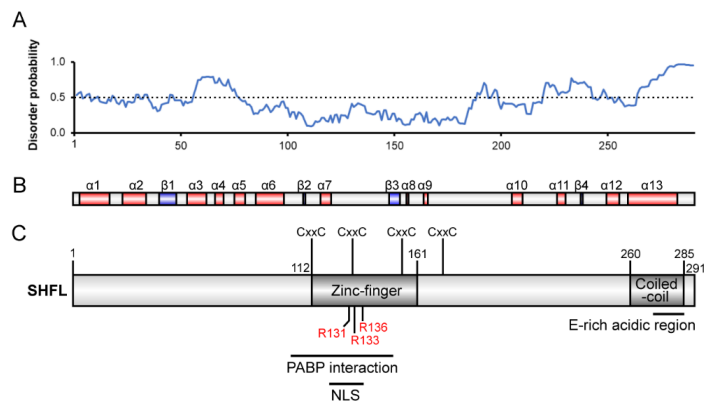 A
Disorder probability
1.0
0.5
0.0
1 50 100 150 200 250
B
α1 α2 β1 α3 α4 α5 α6 β2 α7 β3 α8 α9 α10 α11 β4 α12 α13
C
CxxC CxxC CxxC CxxC
1 112 161 260 285 291
SHFL
Zinc-finger
Coiled
-coil
R131 R136
R133
E-rich acidic region
PABP interaction
NLS